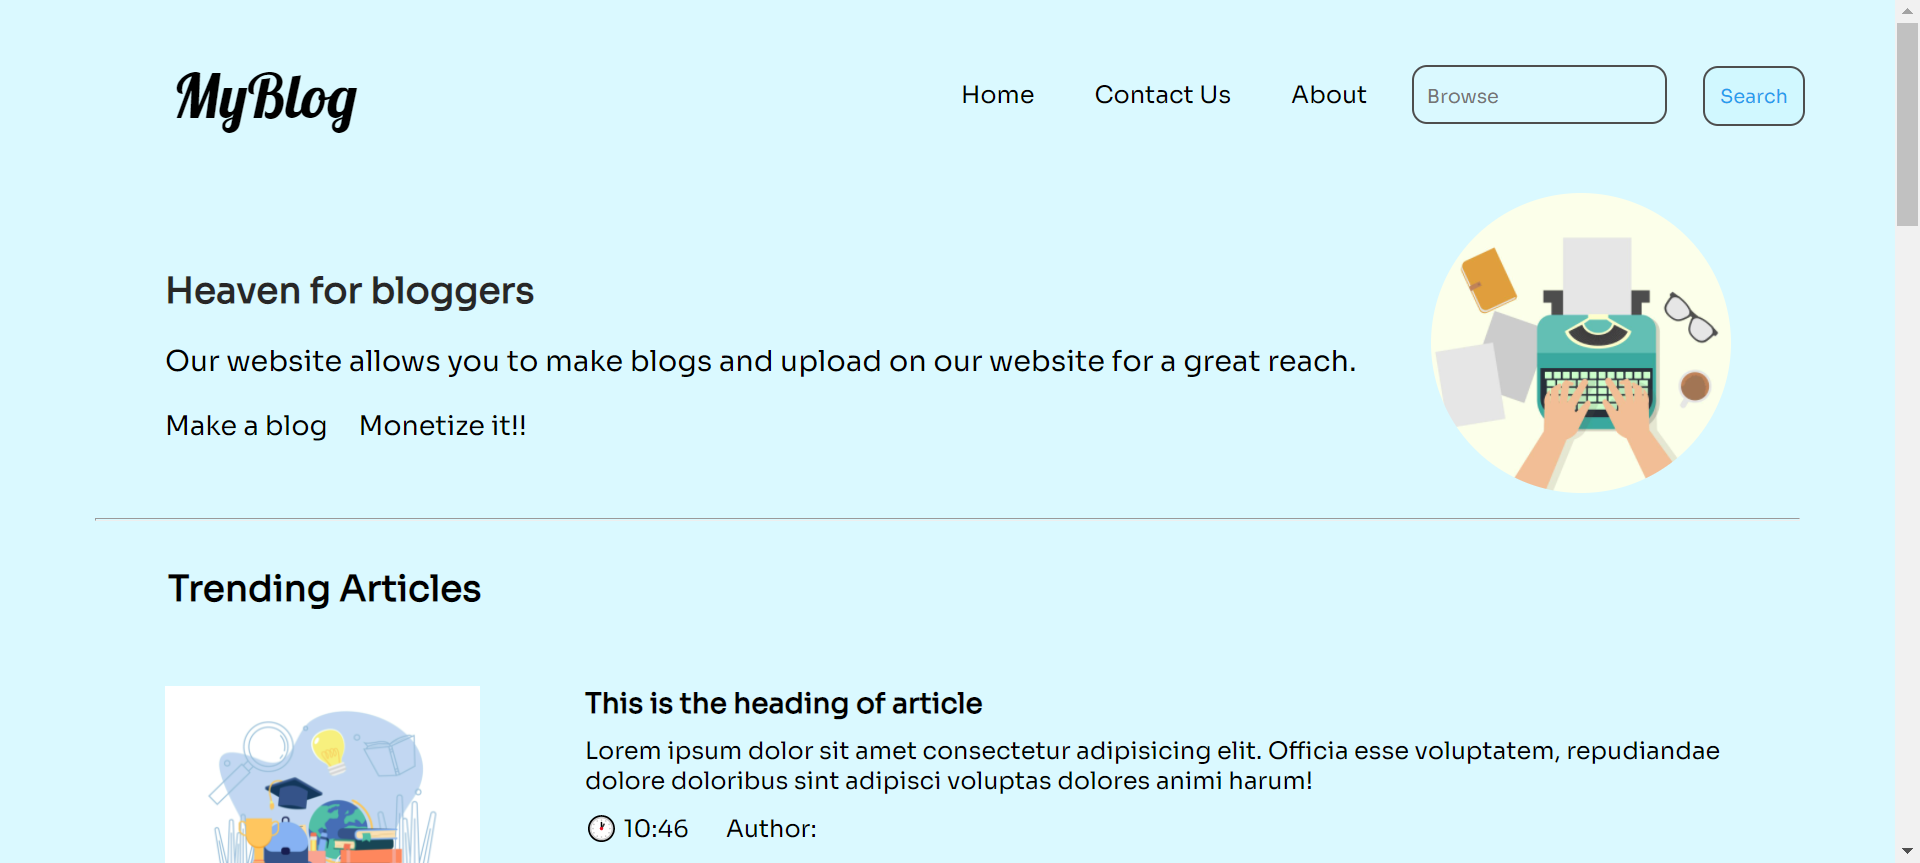 MyBlog
Home
Contact Us
About
Browse
Search
Heaven for bloggers
Our website allows you to make blogs and upload on our website for a great reach.
Make a blog
Monetize it!!
Trending Articles
This is the heading of article
Lorem ipsum dolor sit amet consectetur adipisicing elit. Officia esse voluptatem, repudiandae
dolore doloribus sint adipisci voluptas dolores animi harum!
10:46
Author: